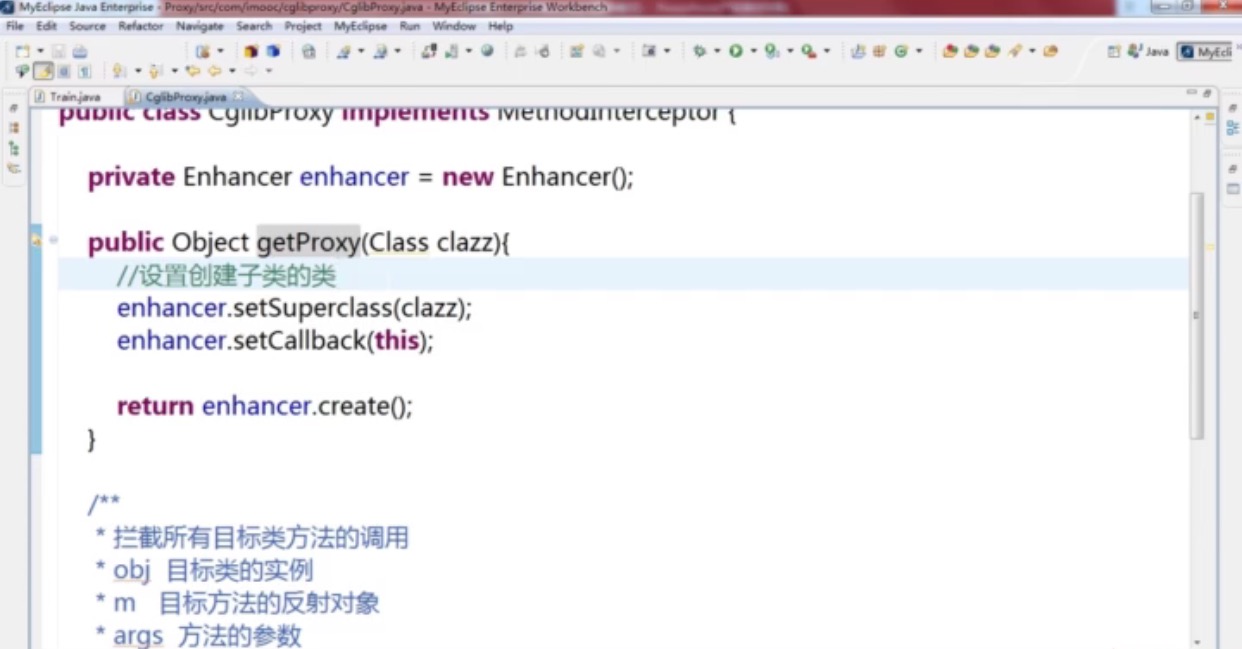 MyEclipse Java Enterprise - Proxy/src/com/imooc/cglibproxy/CglibProxy.java - MyEclipse Enterprise Workbench
File Edit Source Refactor Navigate Search Project MyEclipse Run Window Help
Java MyEcli
Train.java CglibProxy.java
public class CglibProxy implements MethodInterceptor {
private Enhancer enhancer = new Enhancer();
public Object getProxy(Class clazz){
//设置创建子类的类
enhancer.setSuperclass(clazz);
enhancer.setCallback(this);
return enhancer.create();
}
/**
* 拦截所有目标类方法的调用
* obj 目标类的实例
* m 目标方法的反射对象
* args 方法的参数